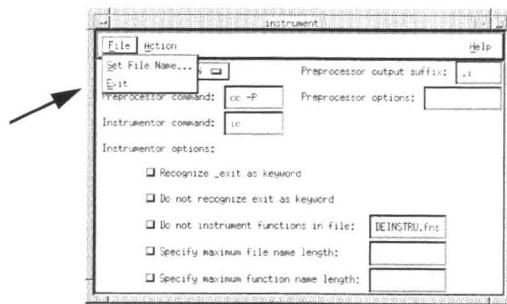 instrument
File Action Help
Set File Name...
Exit
Preprocessor output suffix: .i
Preprocessor command: cc -P Preprocessor options:
Instrumentor command: ic
Instrumentor options:
Recognize _exit as keyword
Do not recognize exit as keyword
Do not instrument functions in file: DEINSTRU.fns
Specify maximum file name length:
Specify maximum function name length: